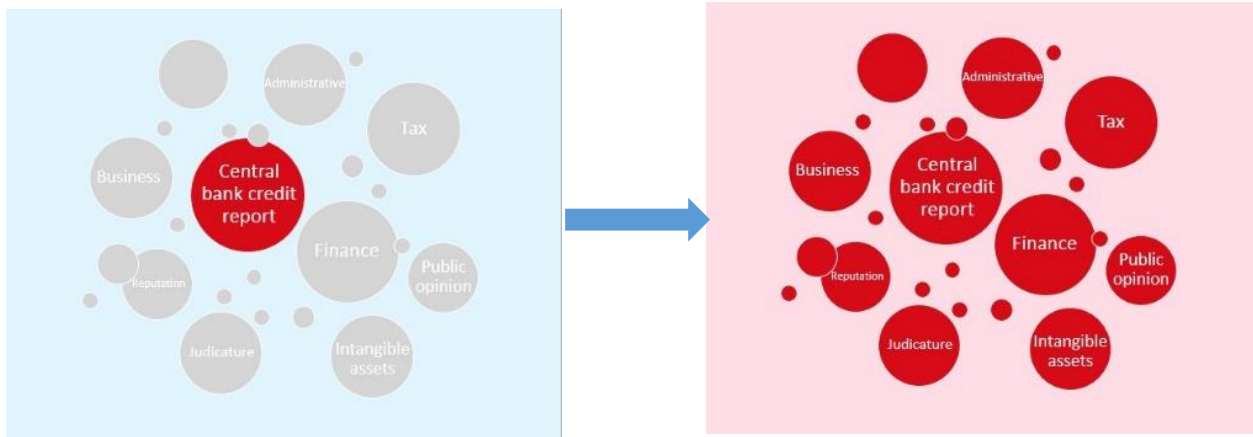 Administrative
Tax
Business
Central
bank credit
report
Finance
Public
opinion
Reputation
Judicature
Intangible
assets
Administrative
Tax
Business
Central
bank credit
report
Finance
Public
opinion
Reputation
Judicature
Intangible
assets